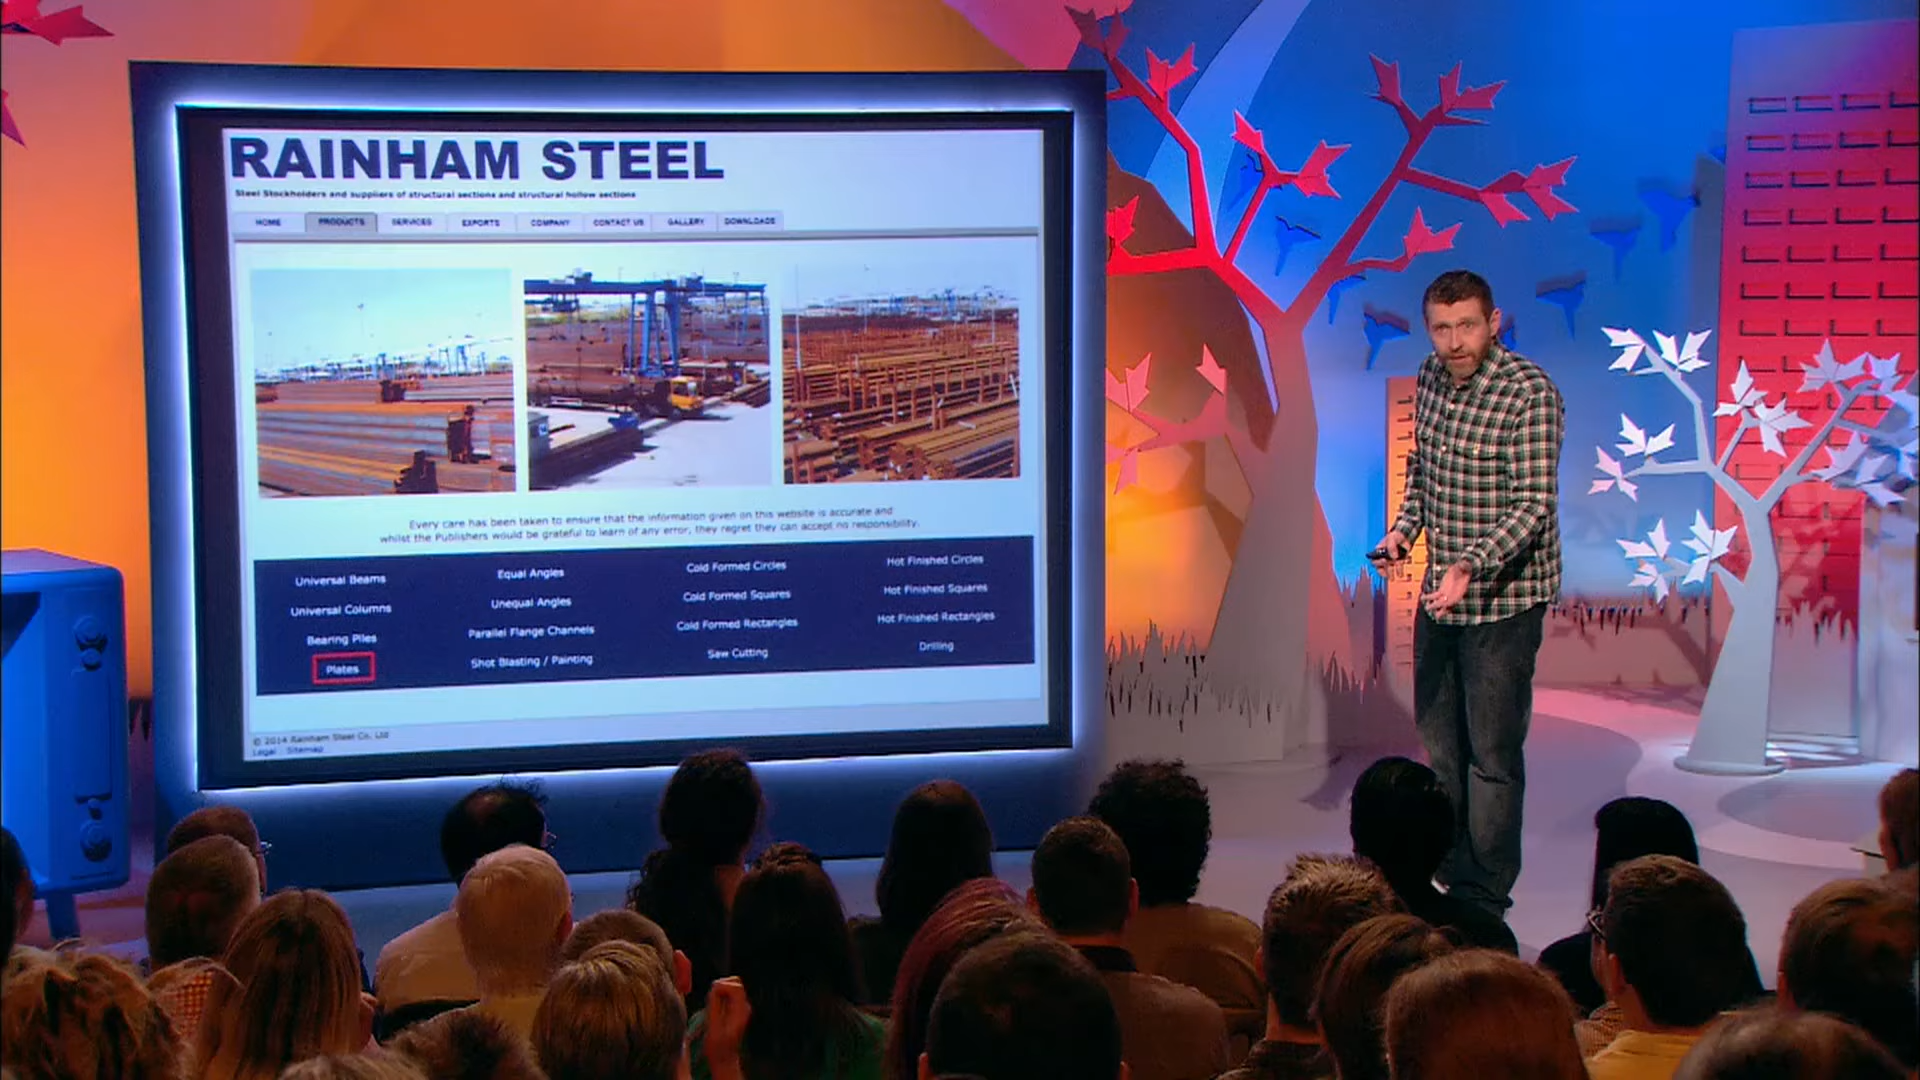 RAINHAM STEEL
Steel Stockholders and suppliers of structural sections and structural hollow sections
HOME PRODUCTS SERVICES EXPORTS COMPANY CONTACT US GALLERY DOWNLOADS
Every care has been taken to ensure that the information given on this website is accurate and
whilst the Publishers would be grateful to learn of any error, they regret they can accept no responsibility.
Universal Beams Equal Angles Cold Formed Circles Hot Finished Circles
Universal Columns Unequal Angles Cold Formed Squares Hot Finished Squares
Bearing Piles Parallel Flange Channels Cold Formed Rectangles Hot Finished Rectangles
Plates Shot Blasting / Painting Saw Cutting Drilling
© 2014 Rainham Steel Co. Ltd
Legal Sitemap